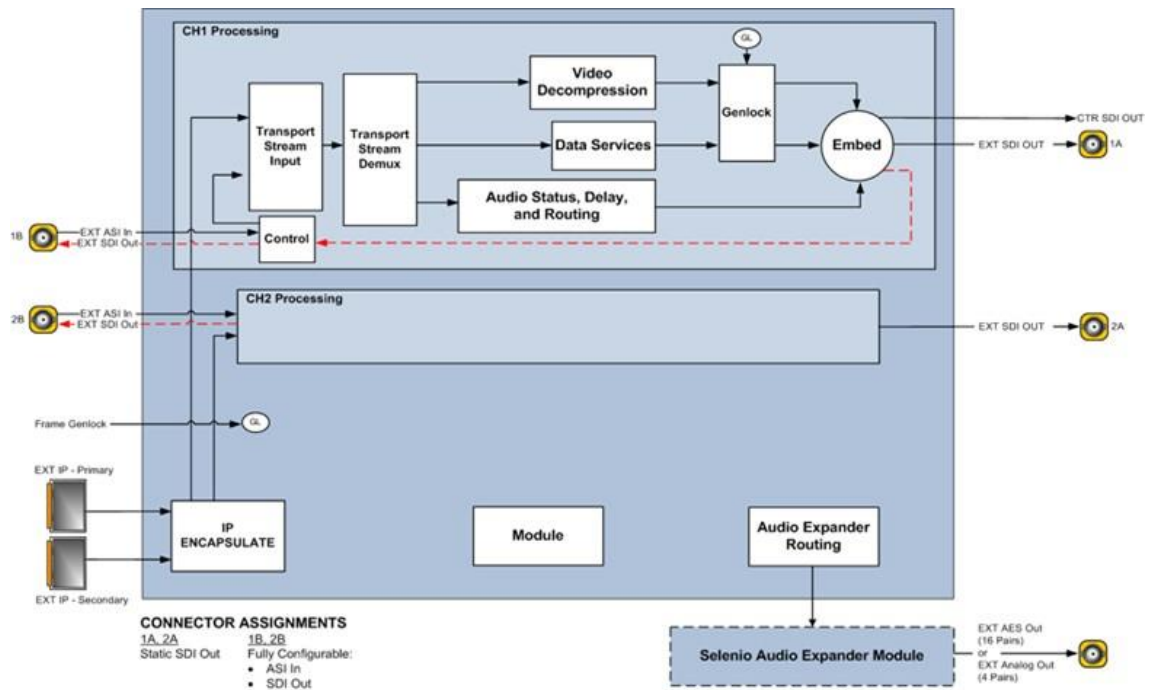 CH1 Processing
GL
Video
Decompression
Genlock
Transport
Stream
Input
Transport
Stream
Demux
Data Services
Embed
CTR SDI OUT
EXT SDI OUT
1A
Audio Status, Delay,
and Routing
1B
EXT ASI In
EXT SDI Out
Control
CH2 Processing
2B
EXT ASI In
EXT SDI Out
EXT SDI OUT
2A
Frame Genlock
GL
EXT IP - Primary
IP
ENCAPSULATE
Module
Audio Expander
Routing
EXT IP - Secondary
CONNECTOR ASSIGNMENTS
1A, 2A
Static SDI Out
1B, 2B
Fully Configurable:
• ASI In
• SDI Out
Selenio Audio Expander Module
EXT AES Out
(16 Pairs)
or
EXT Analog Out
(4 Pairs)